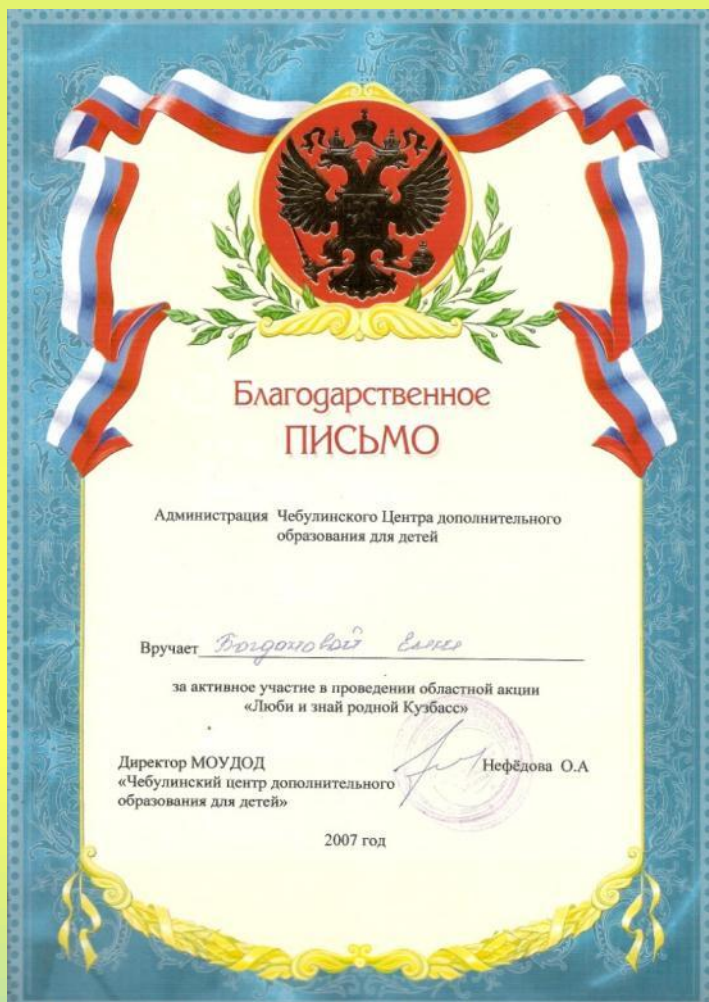 Благодарственное
ПИСЬМО
Администрация Чебулинского Центра дополнительного
образования для детей
Вручает Богдановой Елене
за активное участие в проведении областной акции
«Люби и знай родной Кузбасс»
Директор МОУДОД
«Чебулинский центр дополнительного
образования для детей»
Нефёдова О.А
2007 год